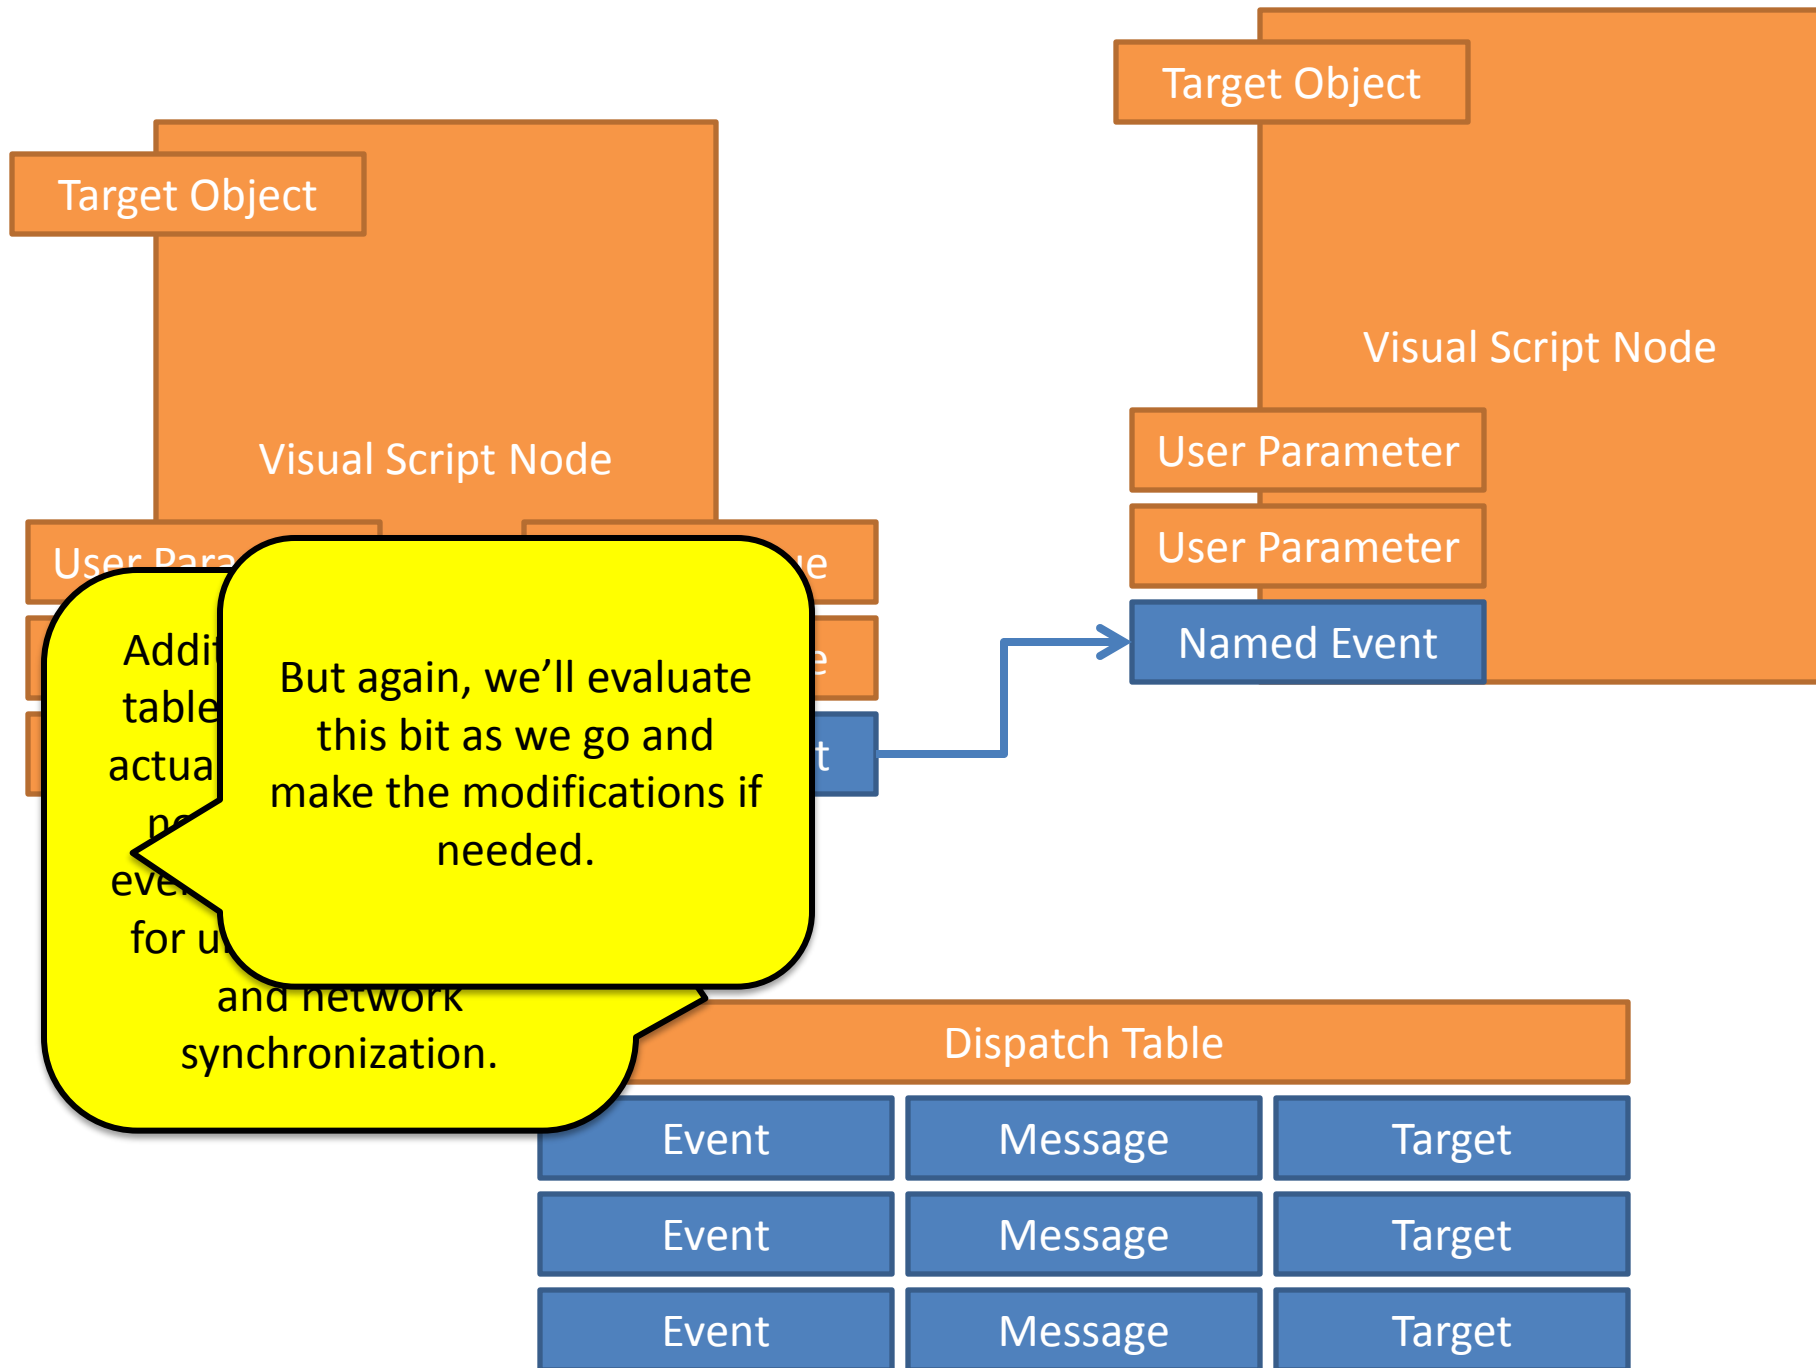 Target Object
Visual Script Node
User Parameter
User Parameter
Named Event
Target Object
Visual Script Node
User
But again, we’ll evaluate
this bit as we go and
make the modifications if
needed.
for
and network
synchronization.
Dispatch Table
Event Message Target
Event Message Target
Event Message Target